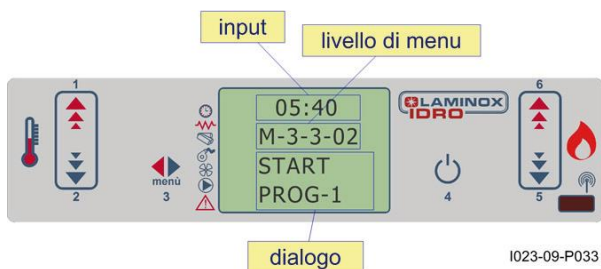 input
livello di menu
1
6
05:40
M-3-3-02
START
PROG-1
LAMINOX
IDRO
menù
2
3
4
5
dialogo
I023-09-P033